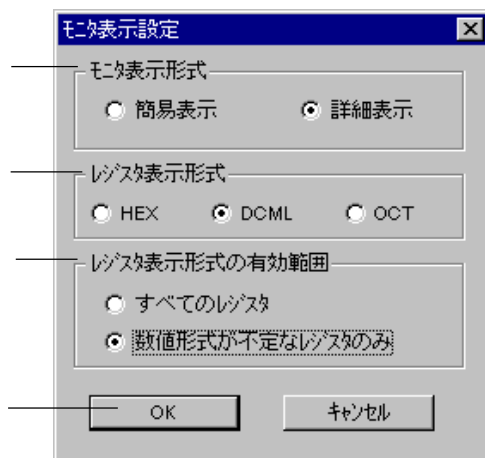 ﾓﾆﾀ表示設定
ﾓﾆﾀ表示形式
簡易表示 詳細表示
ﾚｼﾞｽﾀ表示形式
HEX DCML OCT
ﾚｼﾞｽﾀ表示形式の有効範囲
すべてのﾚｼﾞｽﾀ
数値形式が不定なﾚｼﾞｽﾀのみ
OK ｷｬﾝｾﾙ